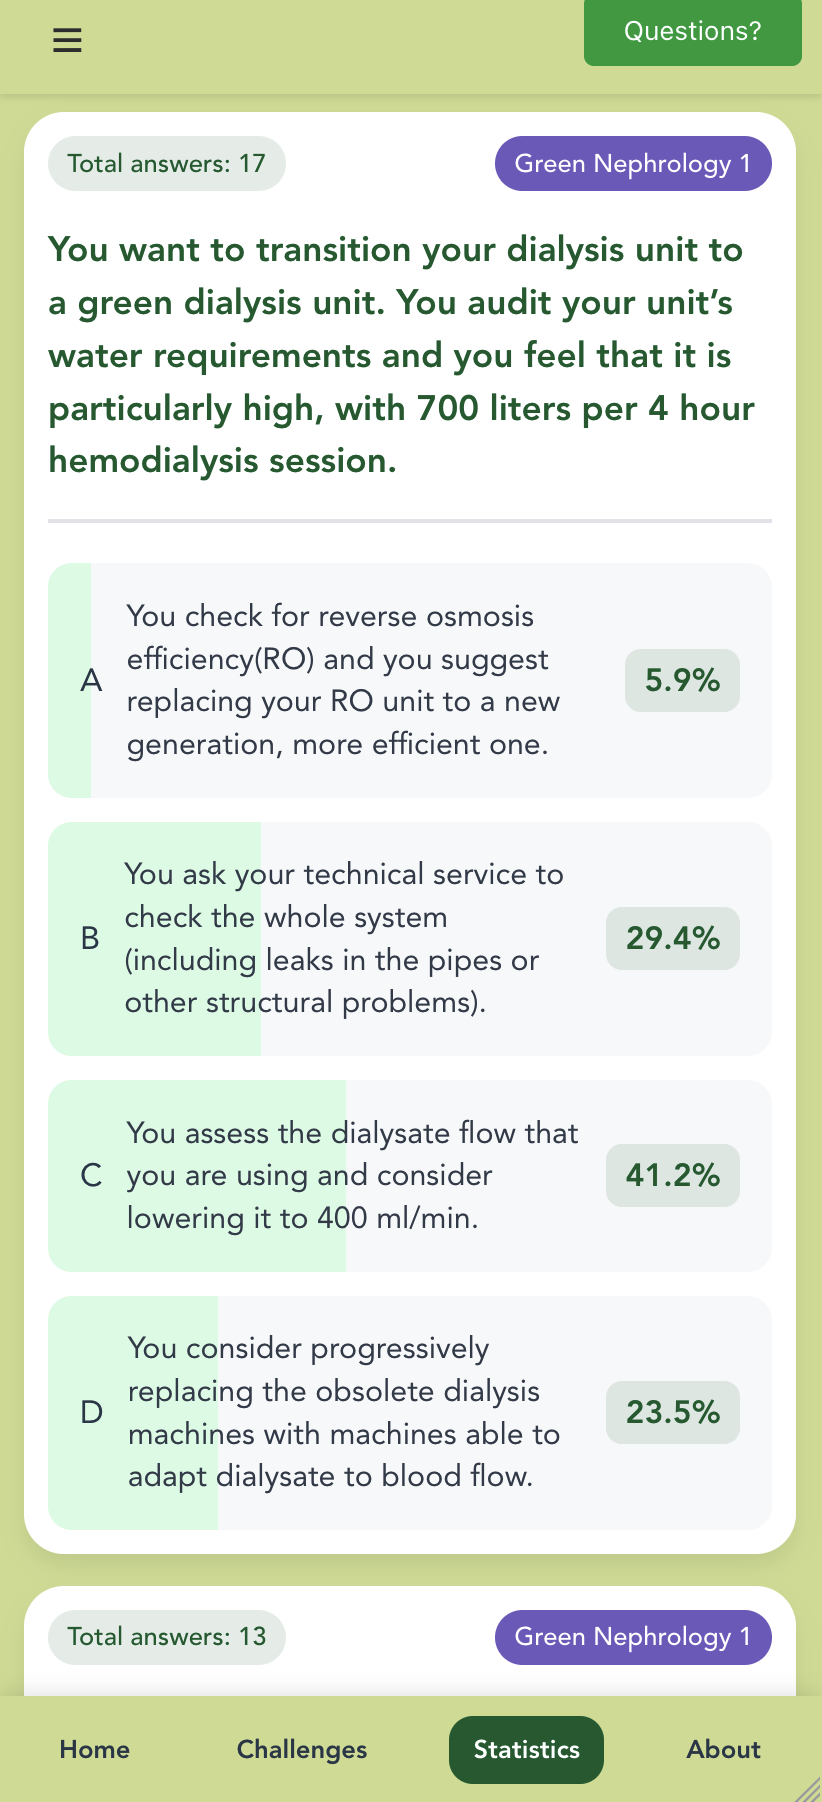 Questions?
Total answers: 17
Green Nephrology 1
You want to transition your dialysis unit to
a green dialysis unit. You audit your unit’s
water requirements and you feel that it is
particularly high, with 700 liters per 4 hour
hemodialysis session.
A
You check for reverse osmosis
efficiency(RO) and you suggest
replacing your RO unit to a new
generation, more efficient one.
5.9%
B
You ask your technical service to
check the whole system
(including leaks in the pipes or
other structural problems).
29.4%
C
You assess the dialysate flow that
you are using and consider
lowering it to 400 ml/min.
41.2%
D
You consider progressively
replacing the obsolete dialysis
machines with machines able to
adapt dialysate to blood flow.
23.5%
Total answers: 13
Green Nephrology 1
Home
Challenges
Statistics
About